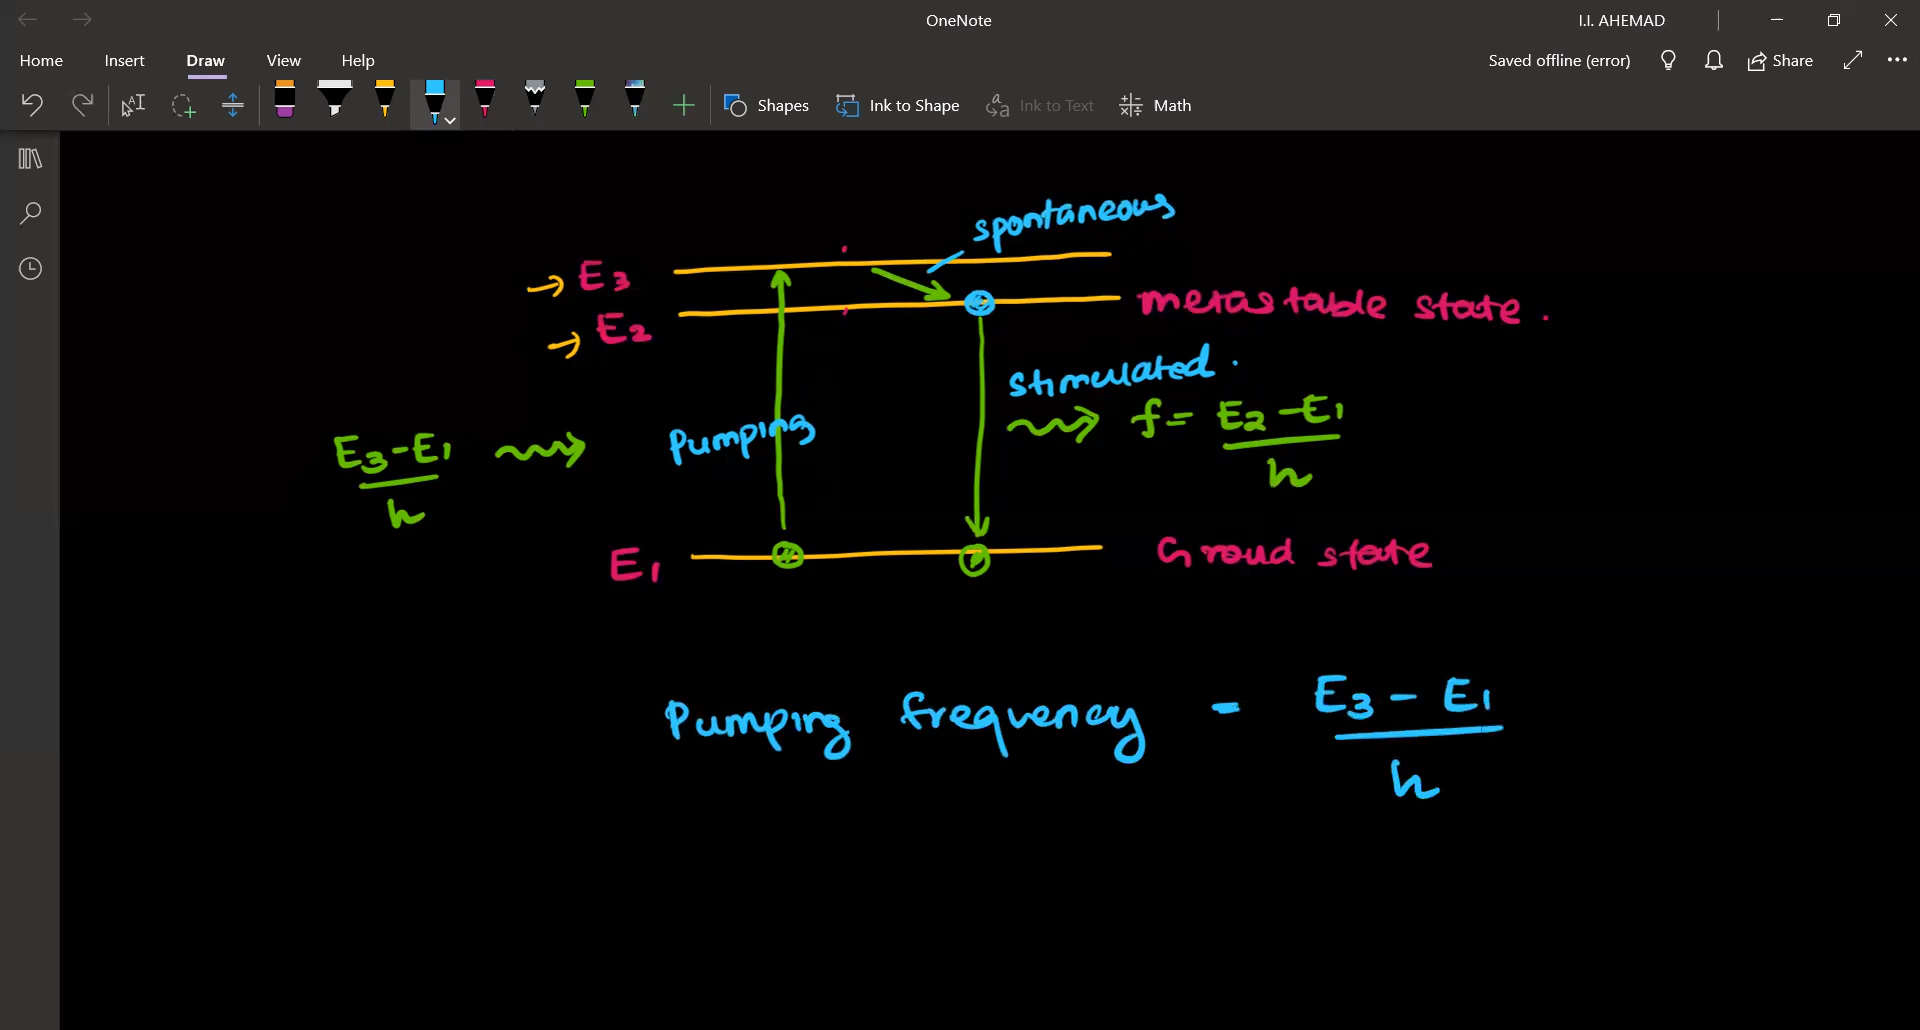 OneNote
I.I. AHEMAD
Home Insert Draw View Help
Saved offline (error)
Share
Shapes Ink to Shape Ink to Text Math
spontaneous
→ E3
metastable state.
→ E2
stimulated.
f = E2 - E1 / h
Pumping
E3 - E1 / h
E1
Groud state
Pumping frequency = E3 - E1 / h